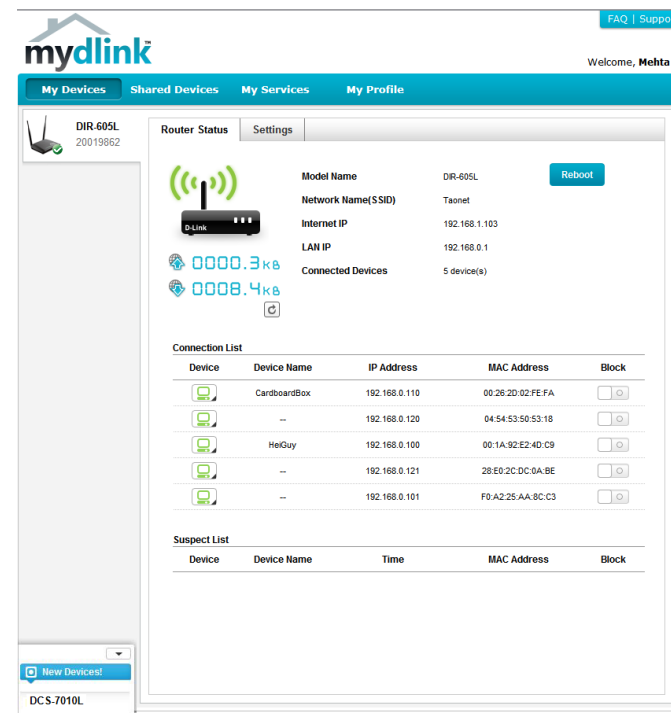 FAQ | Suppo
mydlink™
Welcome, Mehta
My Devices Shared Devices My Services My Profile
DIR-605L
20019862
Router Status Settings
Model Name DIR-605L Reboot
Network Name(SSID) Taonet
D-Link
Internet IP 192.168.1.103
LAN IP 192.168.0.1
0000.3KB
Connected Devices 5 device(s)
0008.4KB
Connection List
Device Device Name IP Address MAC Address Block
CardboardBox 192.168.0.110 00:26:2D:02:FE:FA
-- 192.168.0.120 04:54:53:50:53:18
HeiGuy 192.168.0.100 00:1A:92:E2:4D:C9
-- 192.168.0.121 28:E0:2C:DC:0A:BE
-- 192.168.0.101 F0:A2:25:AA:8C:C3
Suspect List
Device Device Name Time MAC Address Block
New Devices!
DCS-7010L